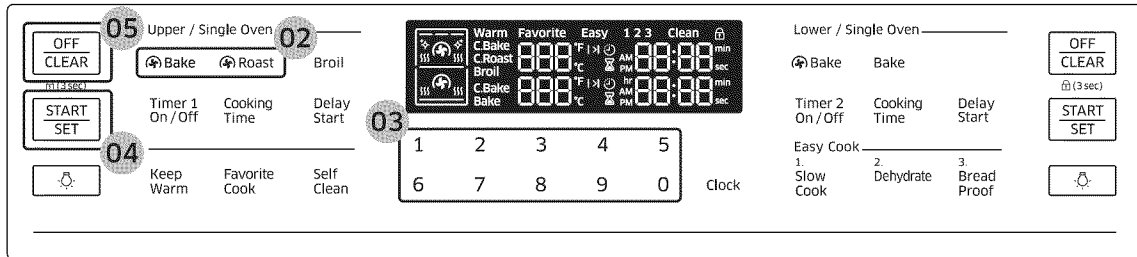 05
OFF
CLEAR
(3 sec)
START
SET
04
Upper / Single Oven
02
Bake Roast Broil
Timer 1 On / Off
Cooking Time
Delay Start
Keep Warm
Favorite Cook
Self Clean
Warm Favorite Easy 1 2 3 Clean
C.Bake
C.Roast
Broil
°F
°C
AM
PM
min
sec
C.Bake
Bake
°F
°C
hr
AM
PM
min
sec
03
1 2 3 4 5
6 7 8 9 0
Clock
Lower / Single Oven
Bake Bake
Timer 2 On / Off
Cooking Time
Delay Start
Easy Cook
1. Slow Cook
2. Dehydrate
3. Bread Proof
OFF
CLEAR
(3 sec)
START
SET